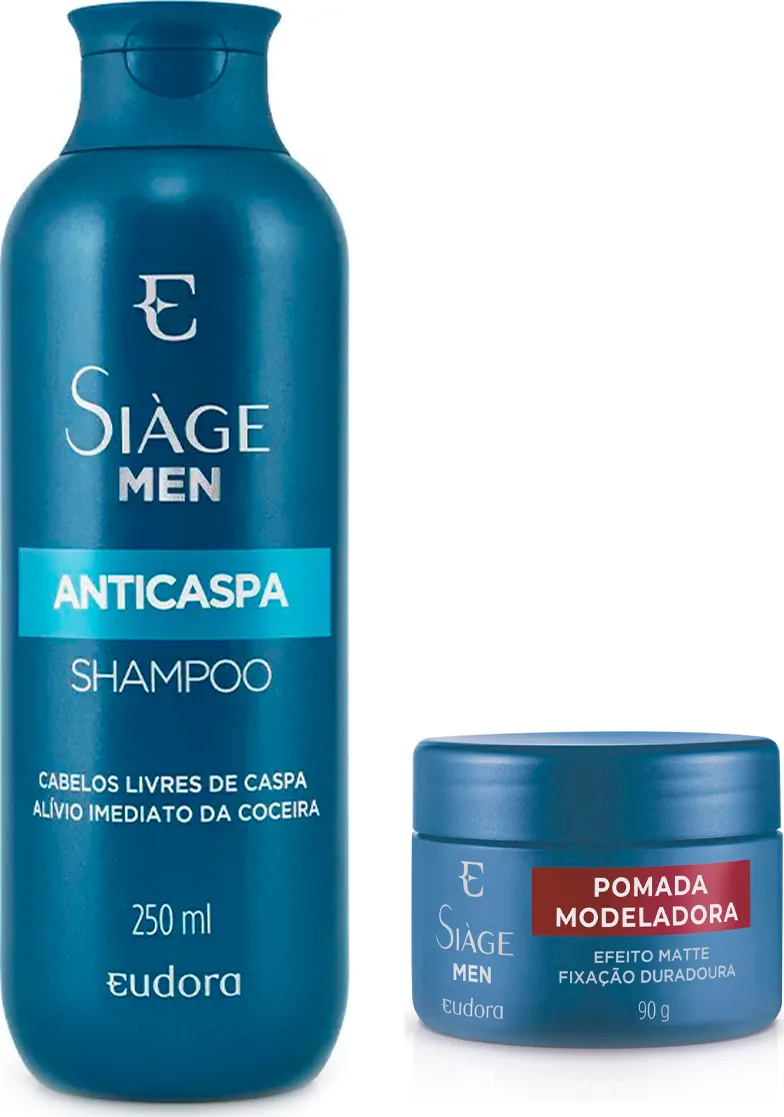 E
SIÀGE
MEN
ANTICASPA
SHAMPOO
CABELOS LIVRES DE CASPA
ALÍVIO IMEDIATO DA COCEIRA
250 ml
Eudora
E
SIÀGE
MEN
Eudora
POMADA
MODELADORA
EFEITO MATTE
FIXAÇÃO DURADOURA
90 g